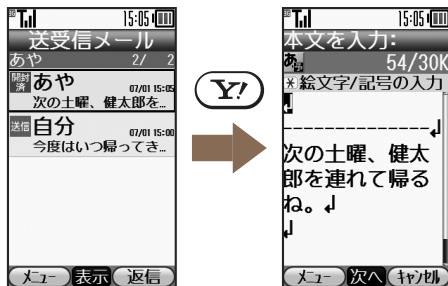 15:05
送受信メール
あや 2/ 2
開封済 あや 07/01 15:05
次の土曜、健太郎を…
送信 自分 07/01 15:00
今度はいつ帰ってき…
メニュー 表示 返信
Y!
15:05
本文を入力:
あ 54/30K
*絵文字/記号の入力
--------------↲
次の土曜、健太
郎を連れて帰る
ね。↲
↲
メニュー 次へ キャンセル